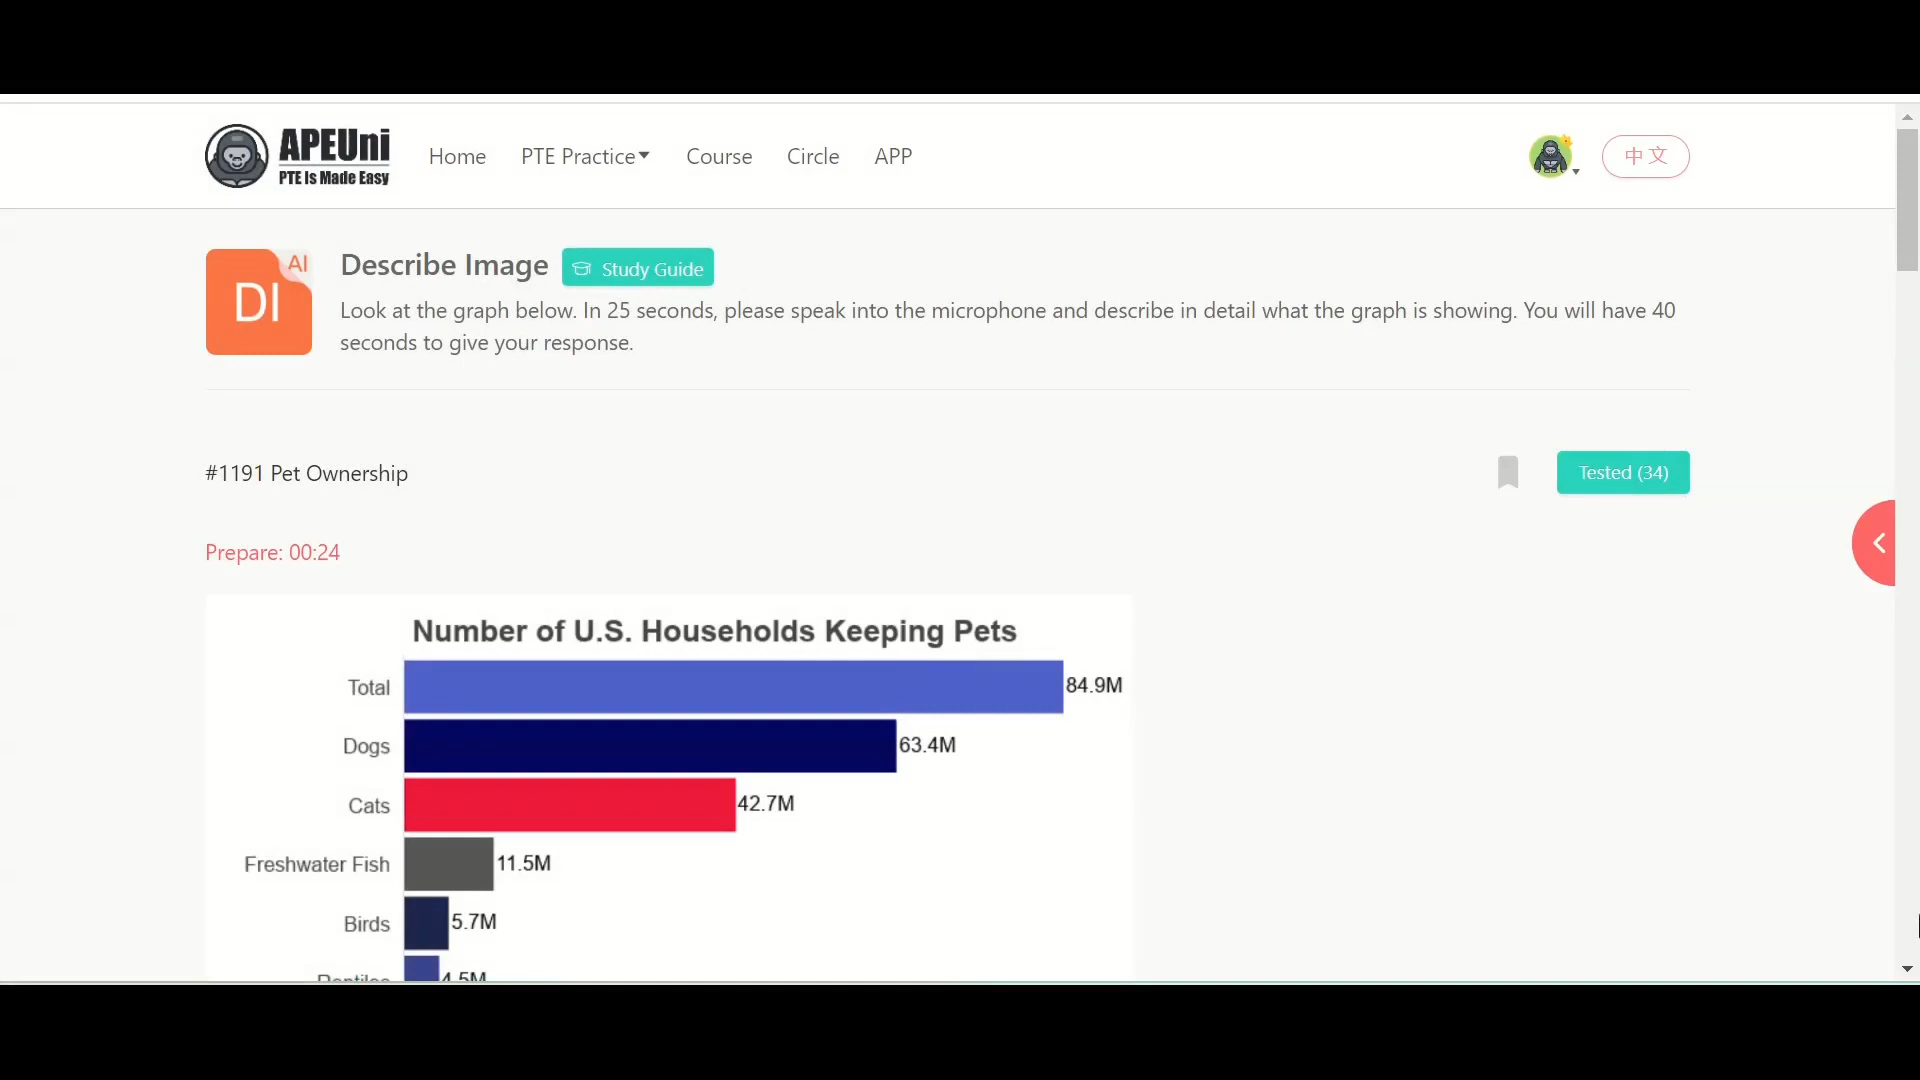 APEUni
PTE Is Made Easy
Home PTE Practice Course Circle APP
中文
AI
DI
Describe Image Study Guide
Look at the graph below. In 25 seconds, please speak into the microphone and describe in detail what the graph is showing. You will have 40
seconds to give your response.
#1191 Pet Ownership
Tested (34)
Prepare: 00:24
Number of U.S. Households Keeping Pets
Total 84.9M
Dogs 63.4M
Cats 42.7M
Freshwater Fish 11.5M
Birds 5.7M
Reptiles 4.5M